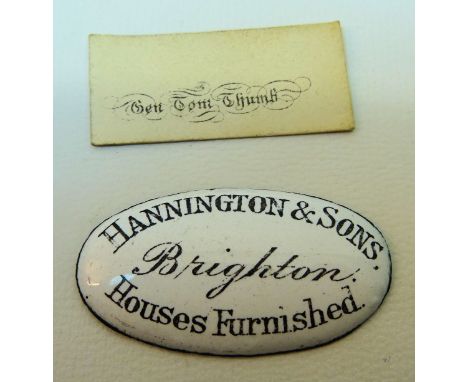 Gen Tom Thumb
HANNINGTON & SONS.
Brighton.
Houses Furnished.